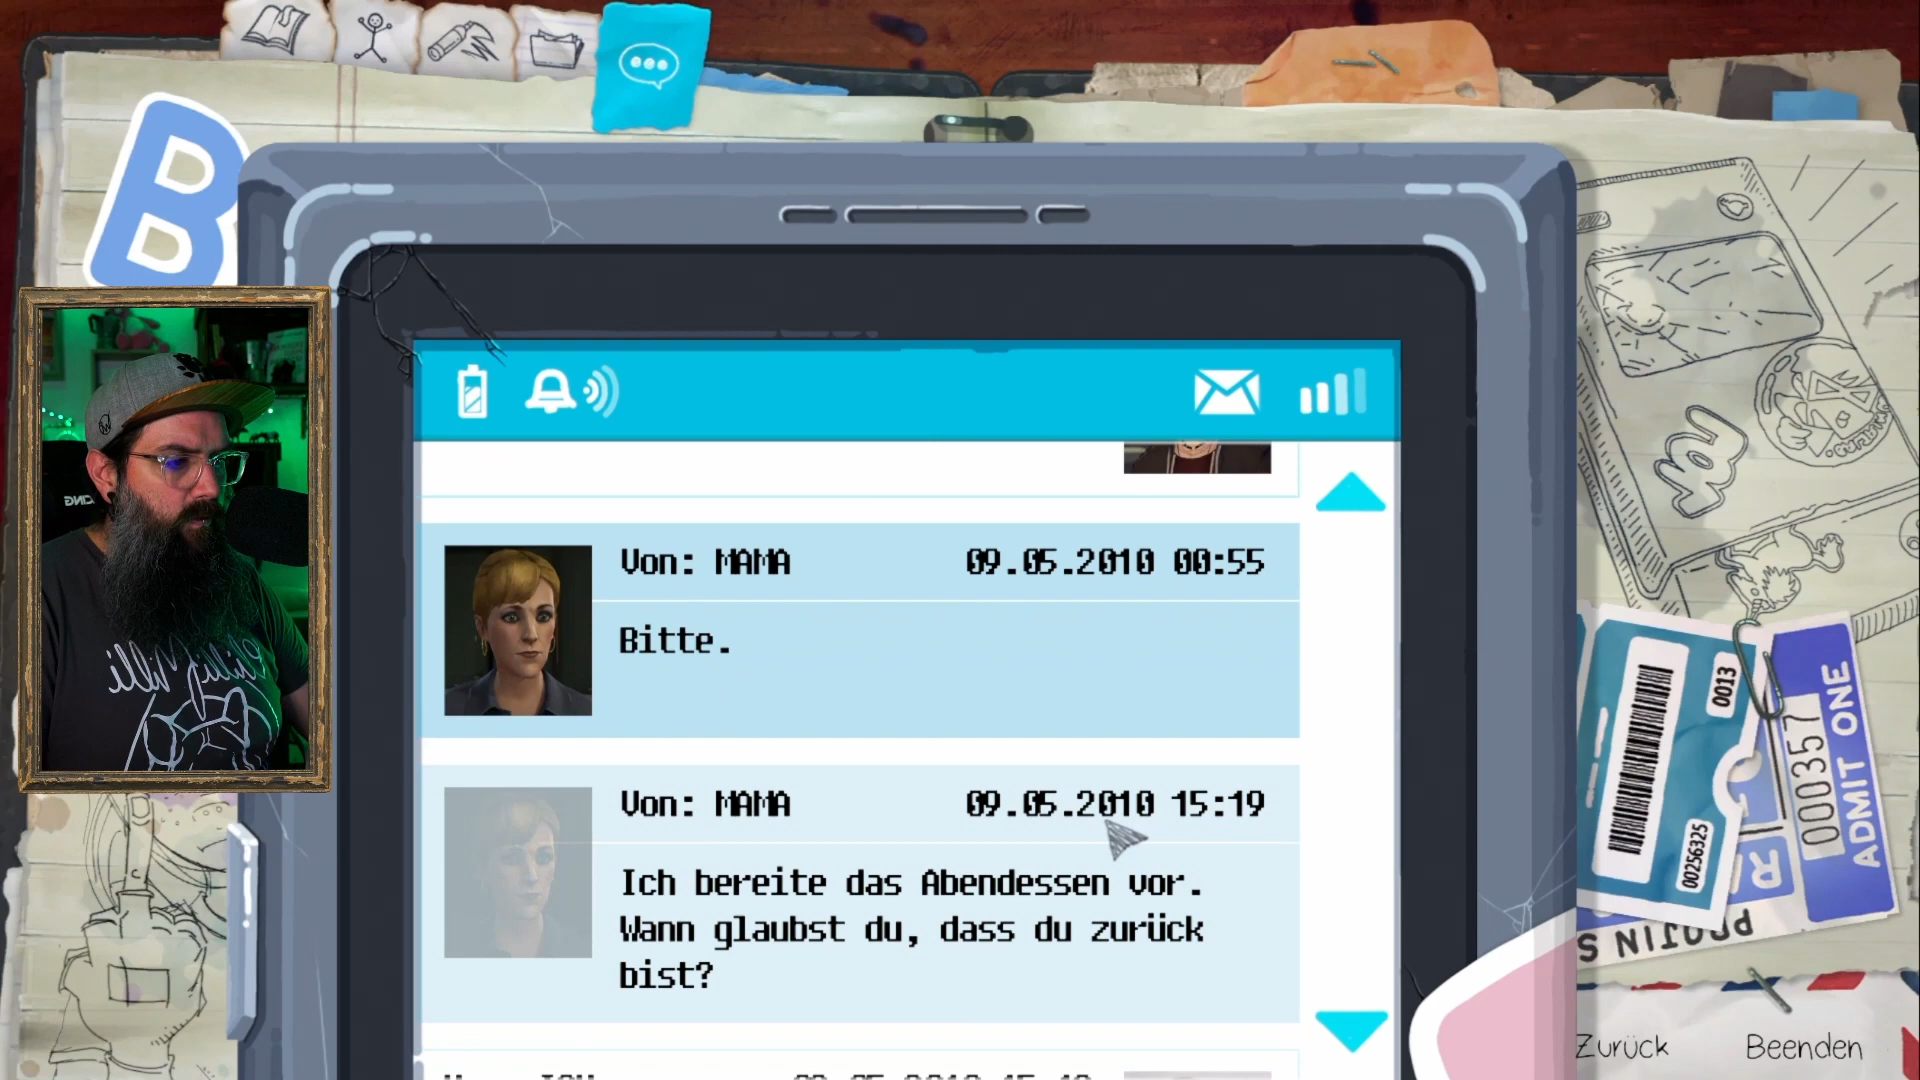 B
Von: MAMA 09.05.2010 00:55
Bitte.
Von: MAMA 09.05.2010 15:19
Ich bereite das Abendessen vor.
Wann glaubst du, dass du zurück
bist?
0013
00256325
000357
ADMIT ONE
Zurück
Beenden